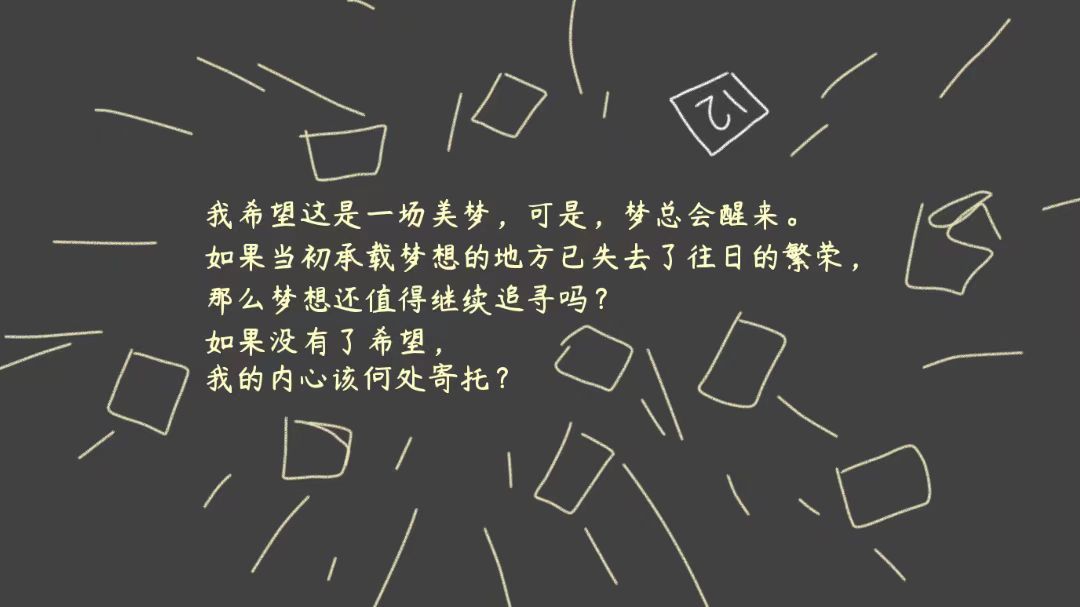 我希望这是一场美梦，可是，梦总会醒来。
如果当初承载梦想的地方已失去了往日的繁荣，
那么梦想还值得继续追寻吗？
如果没有了希望，
我的内心该何处寄托？